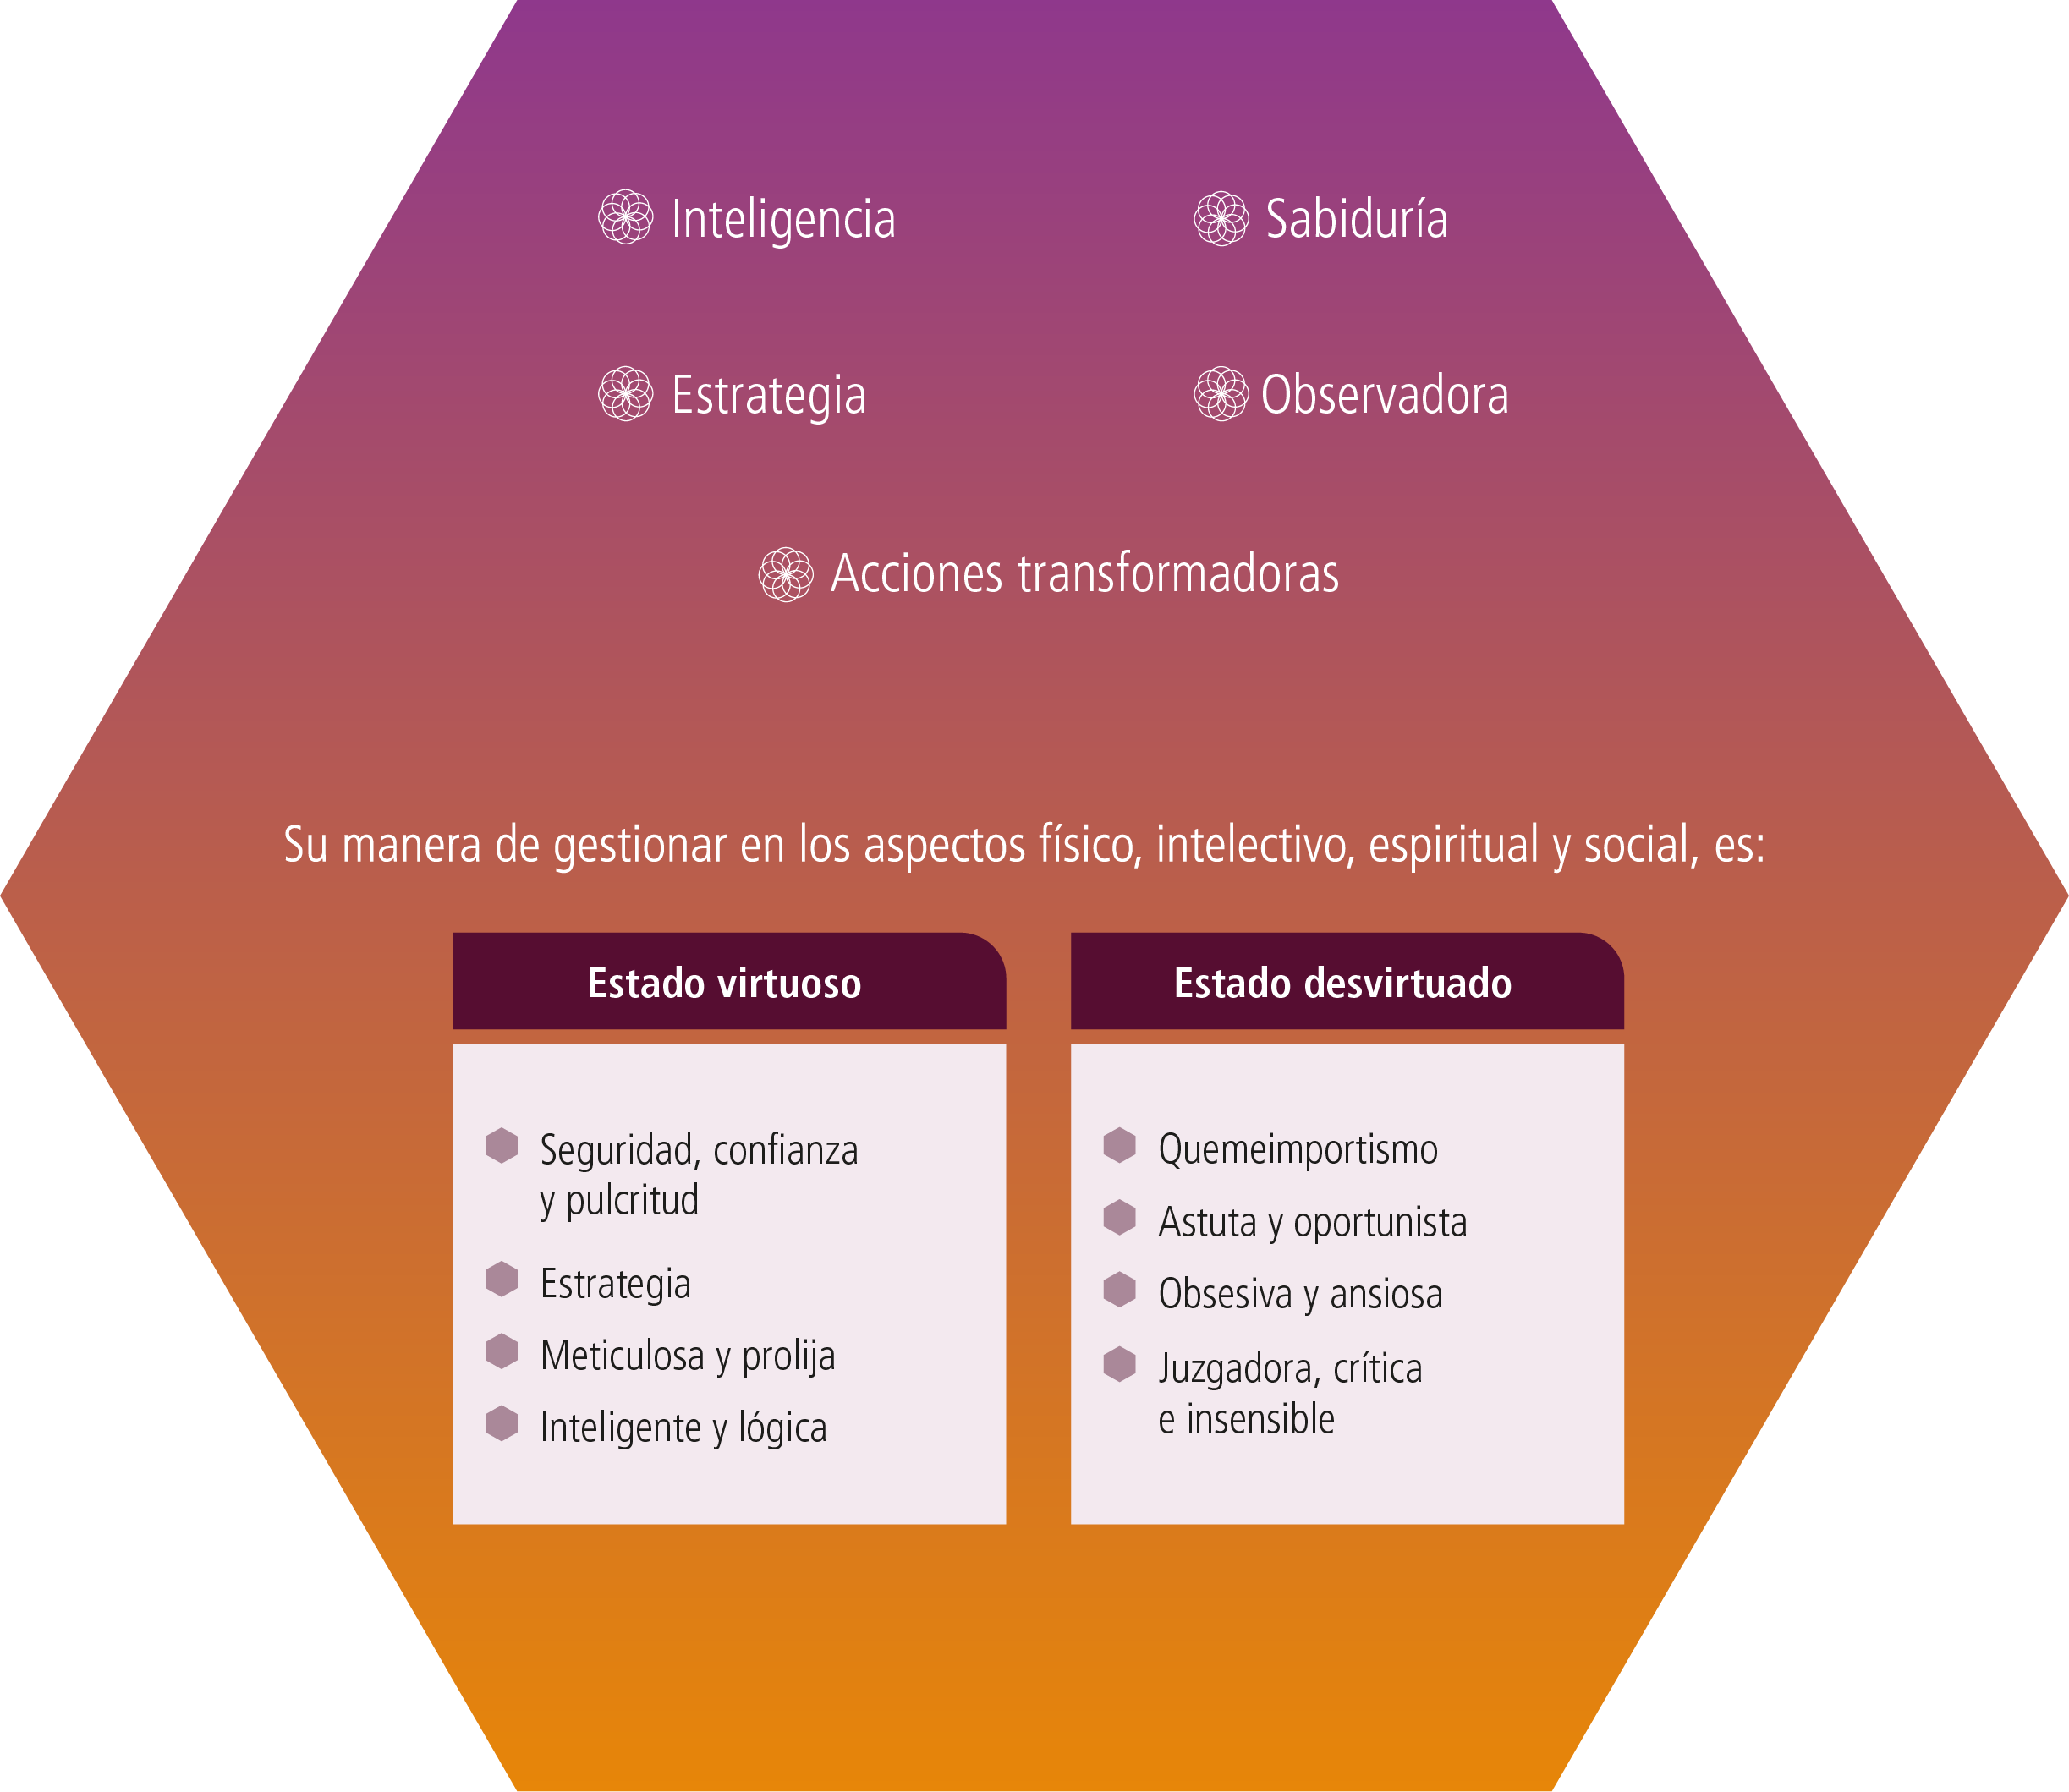 Inteligencia
Sabiduría
Estrategia
Observadora
Acciones transformadoras
Su manera de gestionar en los aspectos físico, intelectivo, espiritual y social, es:
Estado virtuoso
Seguridad, confianza
y pulcritud
Estrategia
Meticulosa y prolija
Inteligente y lógica
Estado desvirtuado
Quemeimportismo
Astuta y oportunista
Obsesiva y ansiosa
Juzgadora, crítica
e insensible